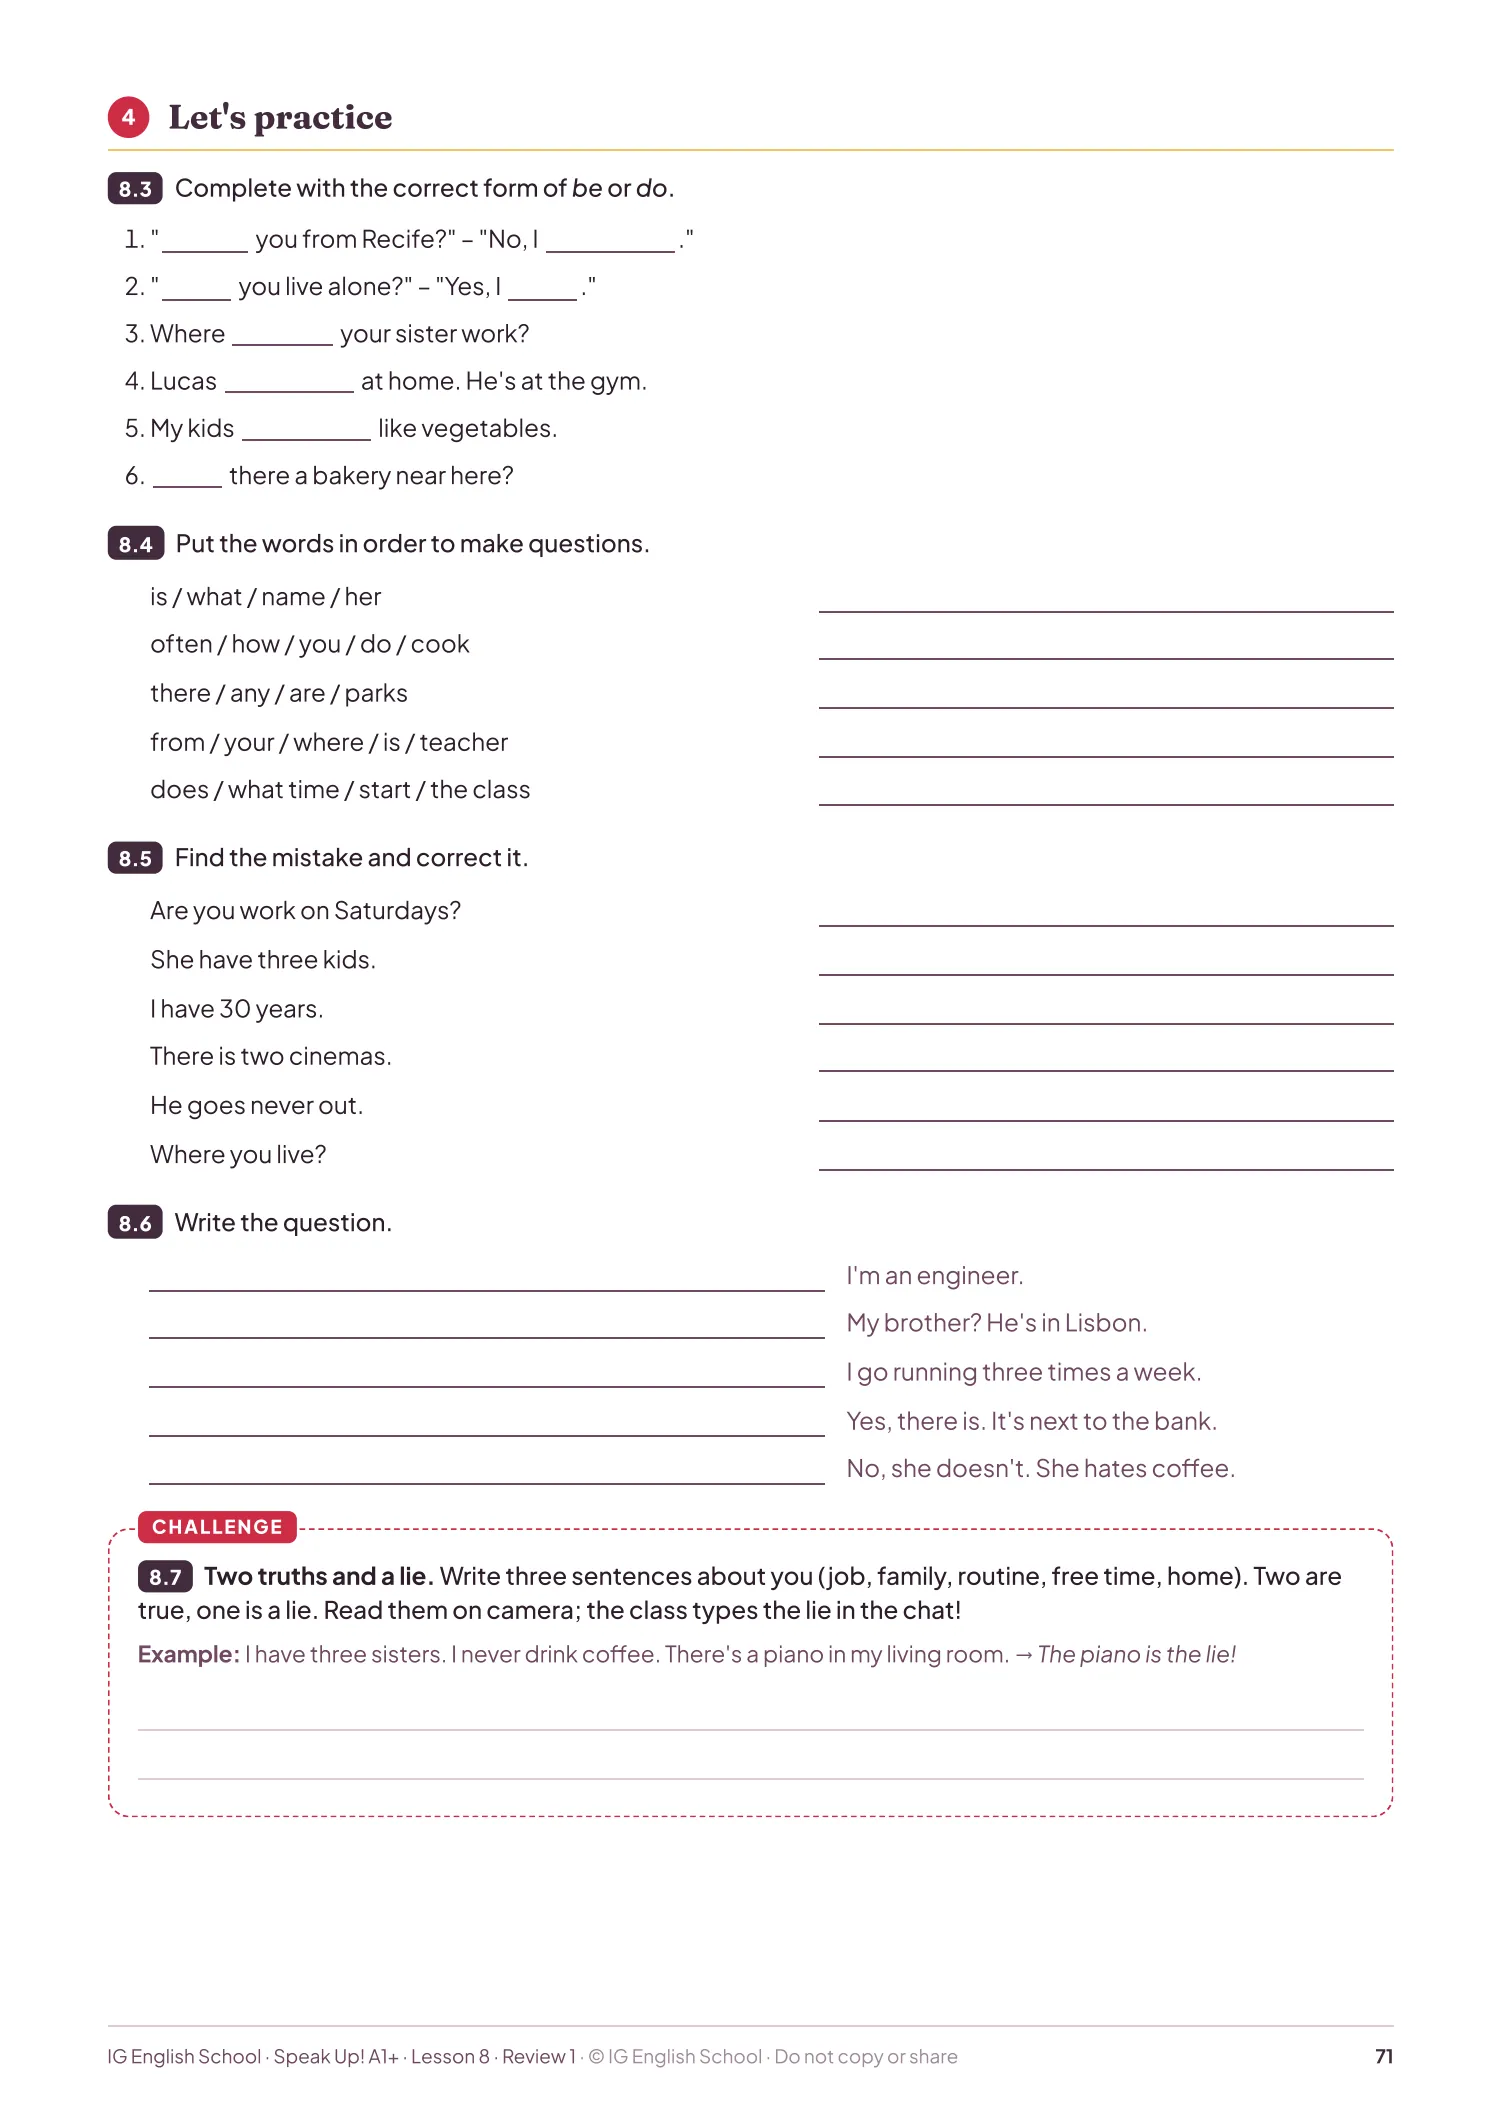 4 Let's practice
8.3 Complete with the correct form of be or do.
1. "______ you from Recife?" – "No, I _________."
2. "_____ you live alone?" – "Yes, I _____."
3. Where _______ your sister work?
4. Lucas _________ at home. He's at the gym.
5. My kids _________ like vegetables.
6. _____ there a bakery near here?
8.4 Put the words in order to make questions.
is / what / name / her
often / how / you / do / cook
there / any / are / parks
from / your / where / is / teacher
does / what time / start / the class
8.5 Find the mistake and correct it.
Are you work on Saturdays?
She have three kids.
I have 30 years.
There is two cinemas.
He goes never out.
Where you live?
8.6 Write the question.
I'm an engineer.
My brother? He's in Lisbon.
I go running three times a week.
Yes, there is. It's next to the bank.
No, she doesn't. She hates coffee.
CHALLENGE
8.7 Two truths and a lie. Write three sentences about you (job, family, routine, free time, home). Two are
true, one is a lie. Read them on camera; the class types the lie in the chat!
Example: I have three sisters. I never drink coffee. There's a piano in my living room. → The piano is the lie!
IG English School · Speak Up! A1+ · Lesson 8 · Review 1 · © IG English School · Do not copy or share 71